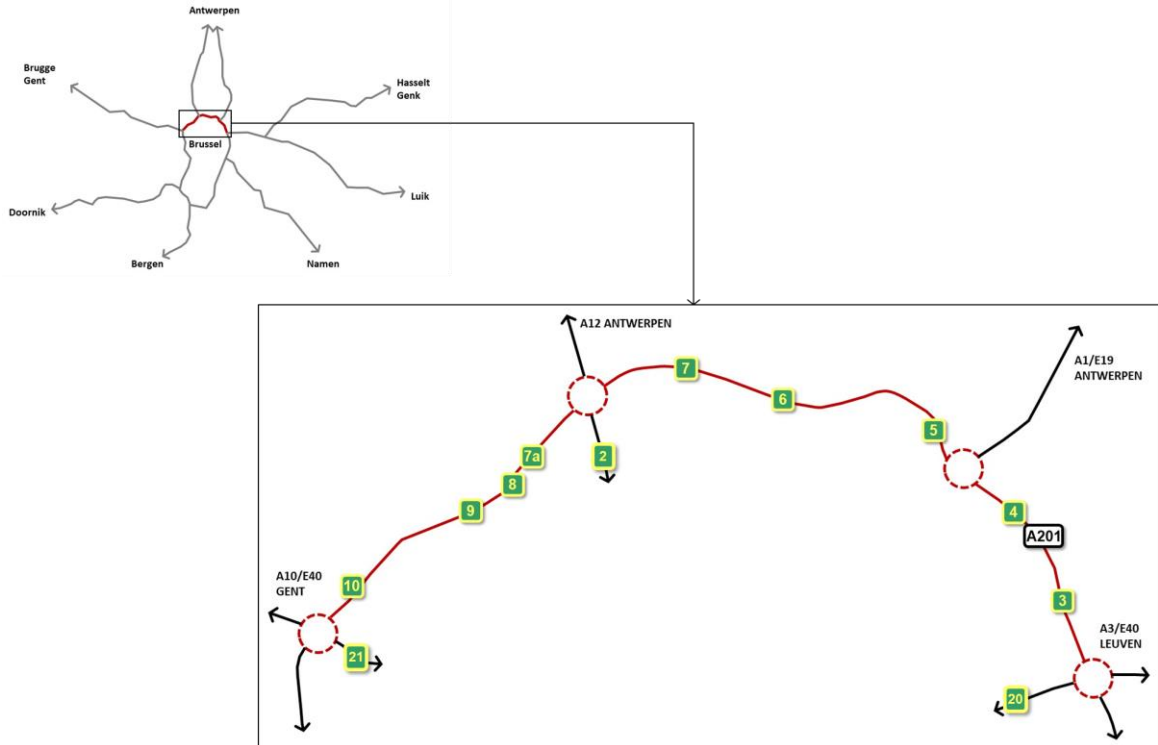 Antwerpen
Brugge
Gent
Hasselt
Genk
Brussel
Luik
Doornik
Bergen
Namen
A12 ANTWERPEN
A1/E19
ANTWERPEN
7
6
5
7a
2
8
9
4
A201
A10/E40
GENT
10
3
21
A3/E40
LEUVEN
20